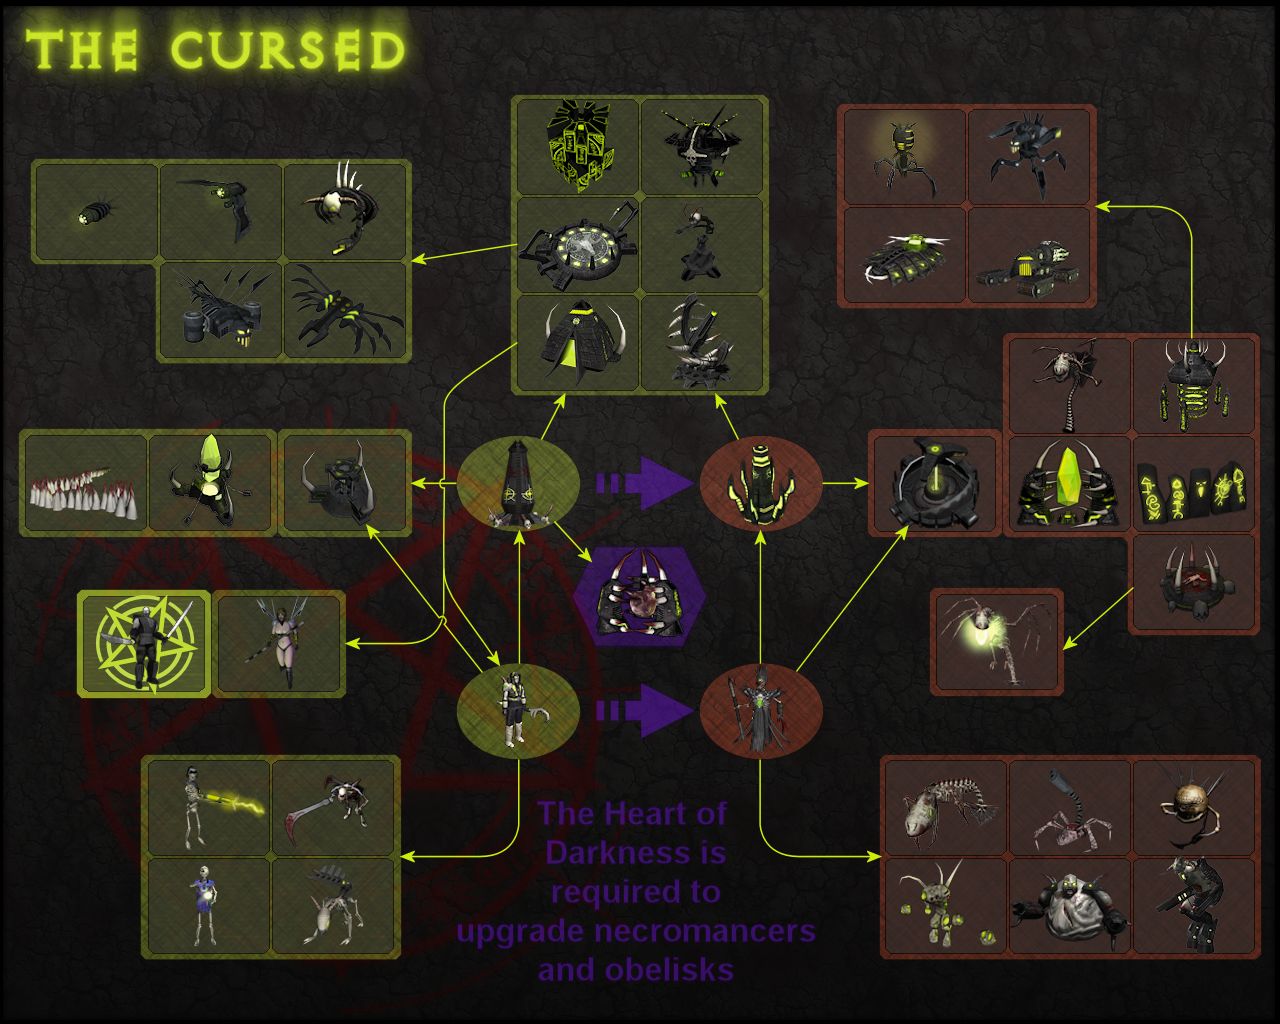 THE CURSED
The Heart of
Darkness is
required to
upgrade necromancers
and obelisks